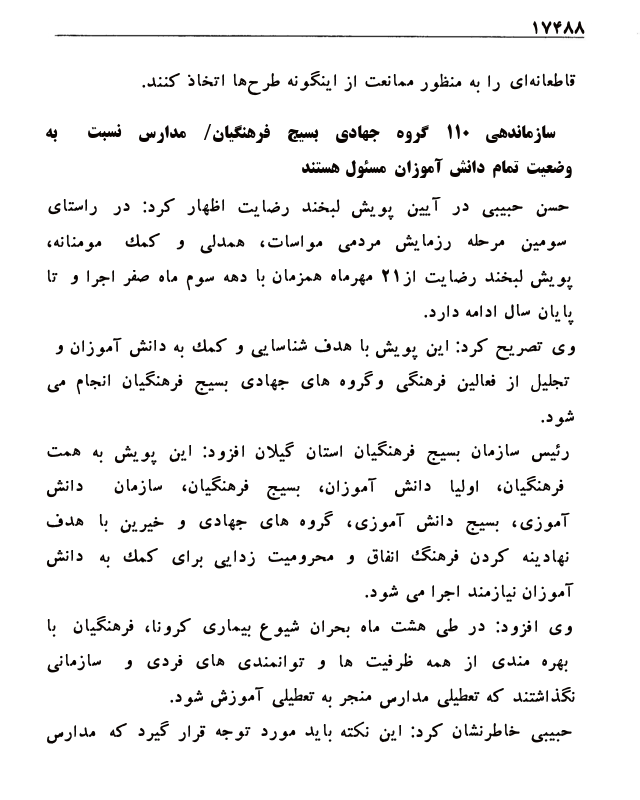 ۱۷۴۸۸
قاطعانه‌ای را به منظور ممانعت از اینگونه طرح‌ها اتخاذ کنند.
سازماندهی ۱۱۰ گروه جهادی بسیج فرهنگیان/ مدارس نسبت به
وضعیت تمام دانش آموزان مسئول هستند
حسن حبیبی در آیین پویش لبخند رضایت اظهار کرد: در راستای
سومین مرحله رزمایش مردمی مواسات، همدلی و کمک مومنانه،
پویش لبخند رضایت از۲۱ مهرماه همزمان با دهه سوم ماه صفر اجرا و تا
پایان سال ادامه دارد.
وی تصریح کرد: این پویش با هدف شناسایی و کمک به دانش آموزان و
تجلیل از فعالین فرهنگی وگروه های جهادی بسیج فرهنگیان انجام می
شود.
رئیس سازمان بسیج فرهنگیان استان گیلان افزود: این پویش به همت
فرهنگیان، اولیا دانش آموزان، بسیج فرهنگیان، سازمان دانش
آموزی، بسیج دانش آموزی، گروه های جهادی و خیرین با هدف
نهادینه کردن فرهنگ انفاق و محرومیت زدایی برای کمک به دانش
آموزان نیازمند اجرا می شود.
وی افزود: در طی هشت ماه بحران شیوع بیماری کرونا، فرهنگیان با
بهره مندی از همه ظرفیت ها و توانمندی های فردی و سازمانی
نگذاشتند که تعطیلی مدارس منجر به تعطیلی آموزش شود.
حبیبی خاطرنشان کرد: این نکته باید مورد توجه قرار گیرد که مدارس